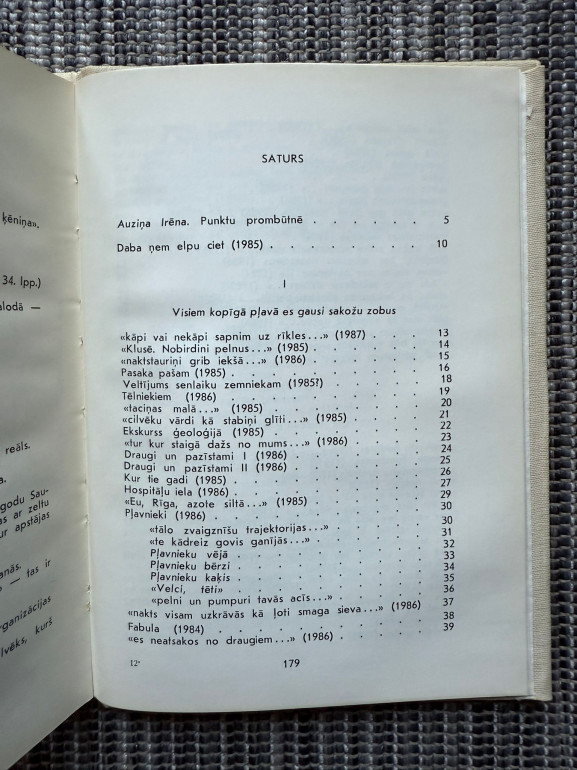 ķēniņa».
34. lpp.)
alodā —
reāls.
a.
godu Sau-
as ar zeltu
ur apstājas
anās.
— tas ir
rganizācijas
lvēks, kurš
SATURS
Auziņa Irēna. Punktu prombūtnē . . . . . . 5
Daba ņem elpu ciet (1985) . . . . . . . . 10
I
Visiem kopīgā pļavā es gausi sakožu zobus
«kāpi vai nekāpi sapnim uz rīkles...» (1987) . . . 13
«Klusē. Nobirdini pelnus...» (1985) . . . . . 14
«naktstauriņi grib iekšā...» (1986) . . . . . 15
Pasaka pašam (1985) . . . . . . . . . 16
Veltījums senlaiku zemniekam (1985?) . . . . . 18
Tēlniekiem (1986) . . . . . . . . . . 19
«taciņas malā...» (1985) . . . . . . . . 20
«cilvēku vārdi kā stabiņi glīti...» (1985) . . . . 21
Ekskurss ģeoloģijā (1985) . . . . . . . . 22
«tur kur staigā dažs no mums...» (1986) . . . . 23
Draugi un pazīstami I (1986) . . . . . . . 24
Draugi un pazīstami II (1986) . . . . . . . 25
Kur tie gadi (1985) . . . . . . . . . 26
Hospitāļu iela (1986) . . . . . . . . . 27
«Eu, Rīga, azote siltā...» (1985) . . . . . . 29
Pļavnieki (1986) . . . . . . . . . . 30
«tālo zvaigznīšu trajektorijas...» . . . . . 30
«te kādreiz govis ganījās...» . . . . . . 31
Pļavnieku vējā . . . . . . . . . 32
Pļavnieku bērzi . . . . . . . . . 33
Pļavnieku kaķis . . . . . . . . . 34
«Velci, tēti» . . . . . . . . . . 35
«pelni un pumpuri tavās acīs...» . . . . . 36
«nakts visam uzkrāvās kā ļoti smaga sieva...» (1986) 37
Fabula (1984) . . . . . . . . . . . 38
«es neatsakos no draugiem...» (1986) . . . . . 39
12*
179